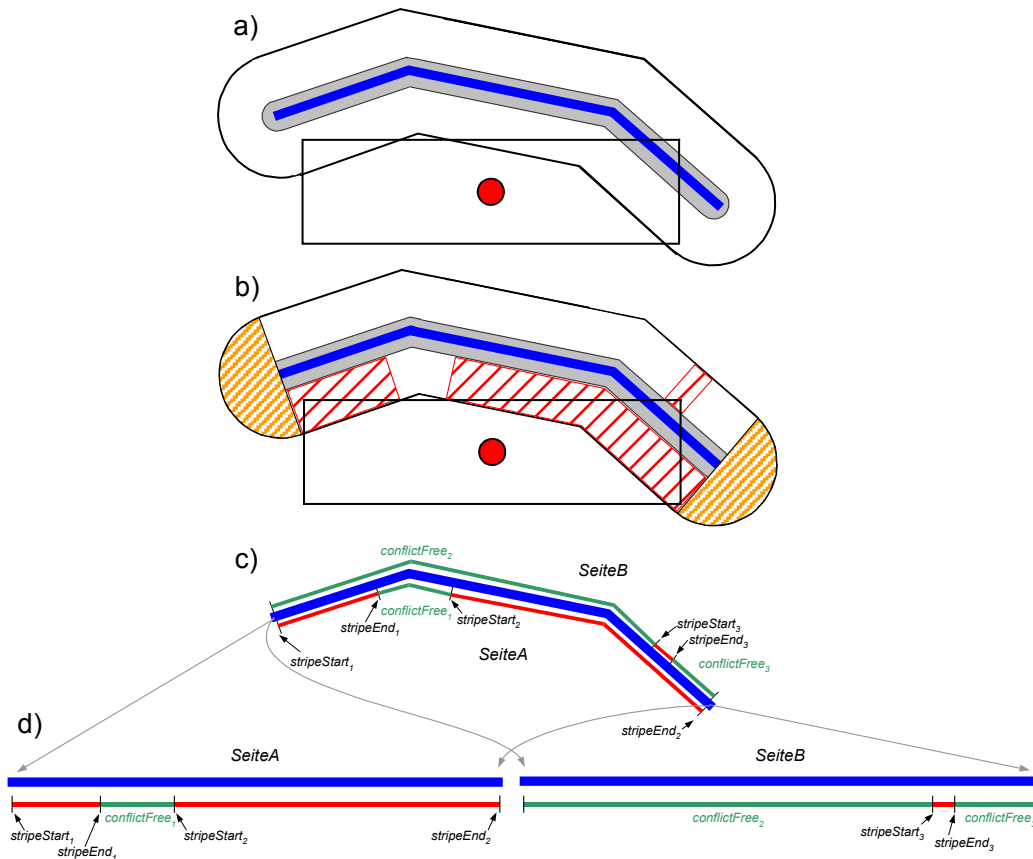 a)
b)
c)
conflictFree₂
SeiteB
conflictFree₁
stripeEnd₁
stripeStart₂
stripeStart₃
stripeEnd₃
SeiteA
conflictFree₃
stripeStart₁
stripeEnd₂
d)
SeiteA
SeiteB
stripeStart₁
stripeEnd₁
conflictFree₁
stripeStart₂
stripeEnd₂
conflictFree₂
stripeStart₃
stripeEnd₃
conflictFree₃